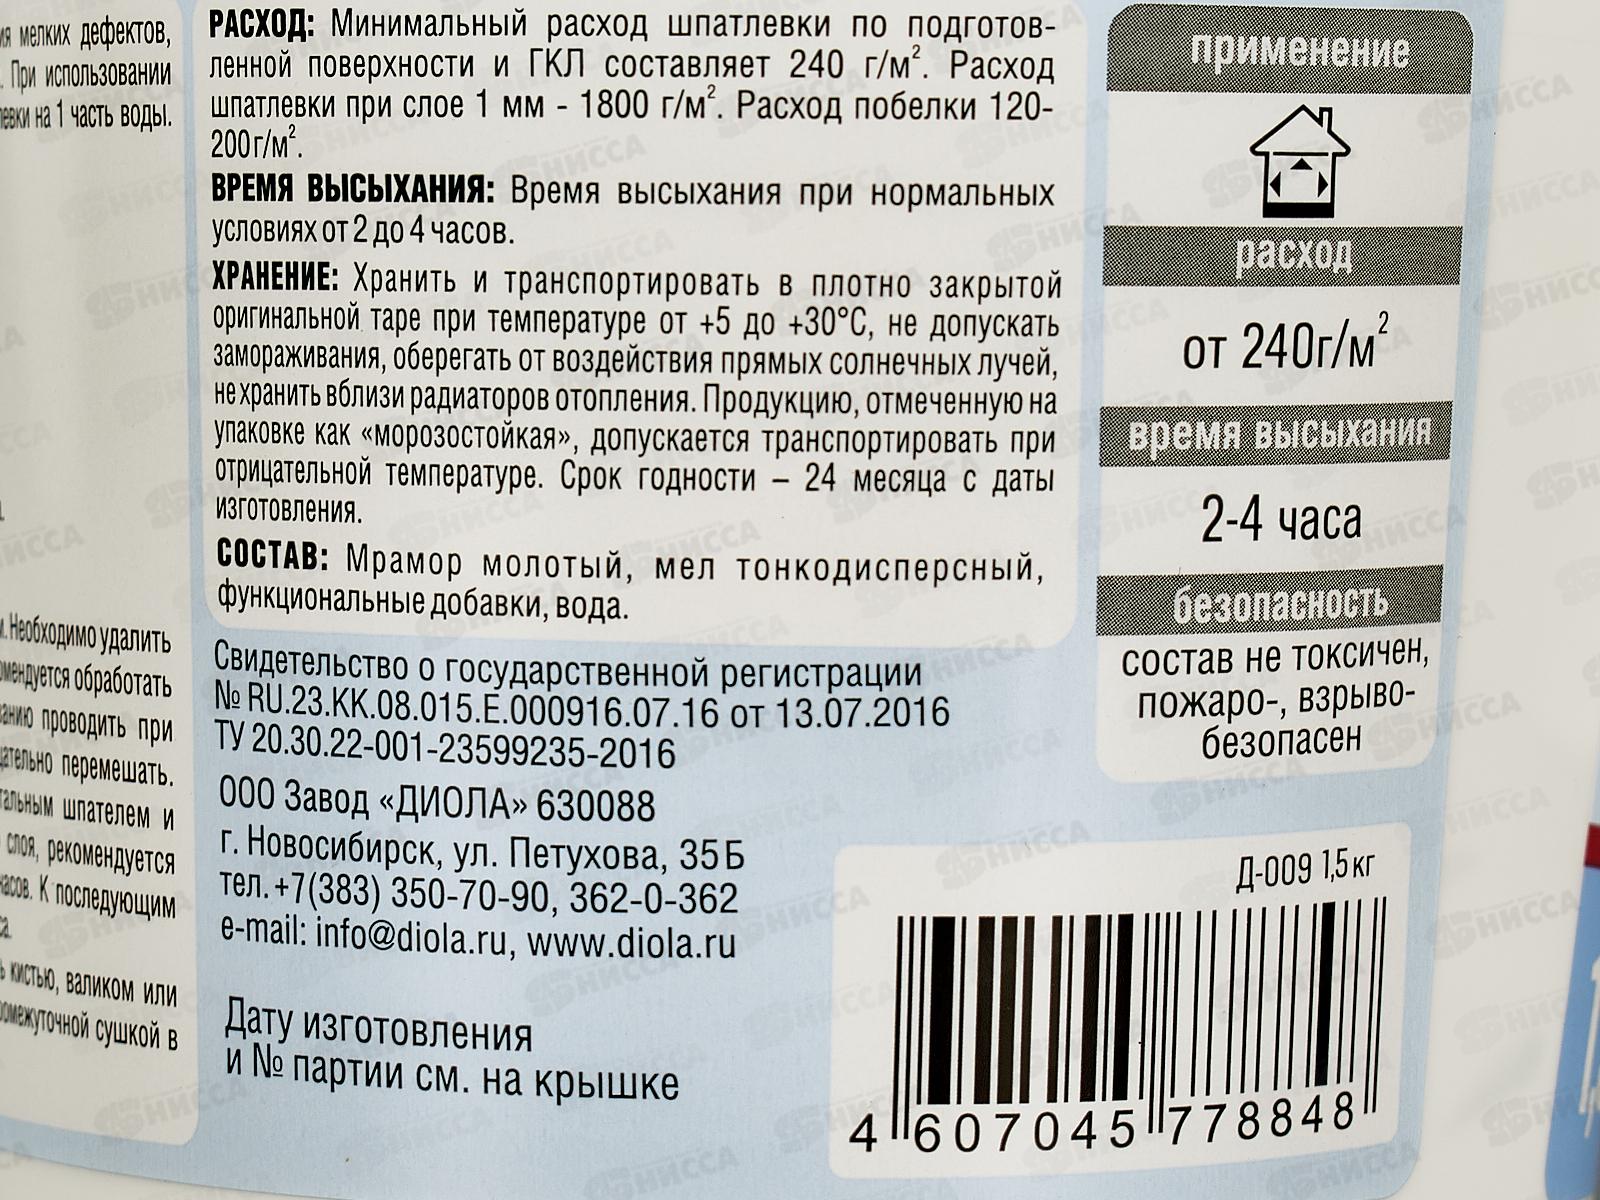 мелких дефектов,
При использовании
на 1 часть воды.
Необходимо удалить
обработать
проводить при
перемешать.
шпателем и
слоя, рекомендуется
К последующим
кистью, валиком или
сушкой в
РАСХОД: Минимальный расход шпатлевки по подготов-
ленной поверхности и ГКЛ составляет 240 г/м². Расход
шпатлевки при слое 1 мм - 1800 г/м². Расход побелки 120-
200г/м².
ВРЕМЯ ВЫСЫХАНИЯ: Время высыхания при нормальных
условиях от 2 до 4 часов.
ХРАНЕНИЕ: Хранить и транспортировать в плотно закрытой
оригинальной таре при температуре от +5 до +30°С, не допускать
замораживания, оберегать от воздействия прямых солнечных лучей,
не хранить вблизи радиаторов отопления. Продукцию, отмеченную на
упаковке как «морозостойкая», допускается транспортировать при
отрицательной температуре. Срок годности – 24 месяца с даты
изготовления.
СОСТАВ: Мрамор молотый, мел тонкодисперсный,
функциональные добавки, вода.
Свидетельство о государственной регистрации
№ RU.23.КК.08.015.Е.000916.07.16 от 13.07.2016
ТУ 20.30.22-001-23599235-2016
ООО Завод «ДИОЛА» 630088
г. Новосибирск, ул. Петухова, 35Б
тел. +7(383) 350-70-90, 362-0-362
e-mail: info@diola.ru, www.diola.ru
Дату изготовления
и № партии см. на крышке
применение
расход
от 240г/м²
время высыхания
2-4 часа
безопасность
состав не токсичен,
пожаро-, взрыво-
безопасен
Д-009 1,5кг
4 607045 778848
НИССА